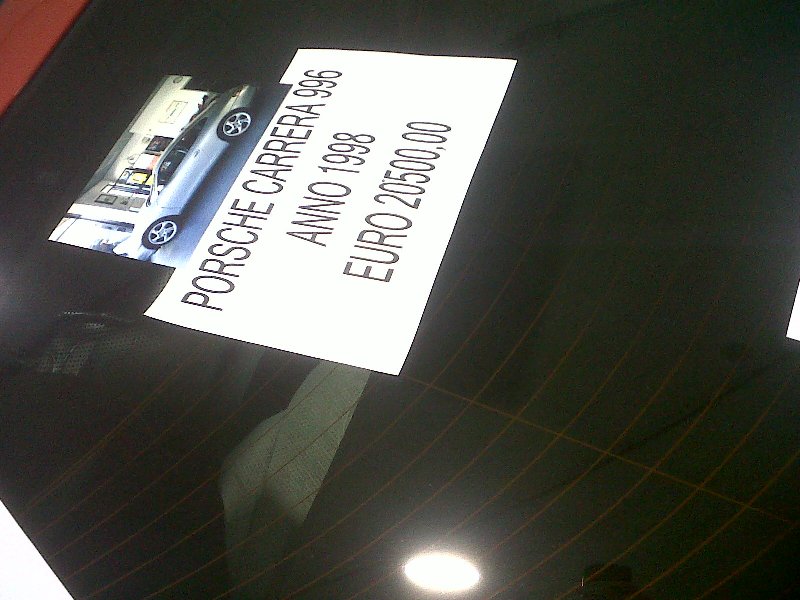 PORSCHE CARRERA 996
ANNO 1998
EURO 20500,00